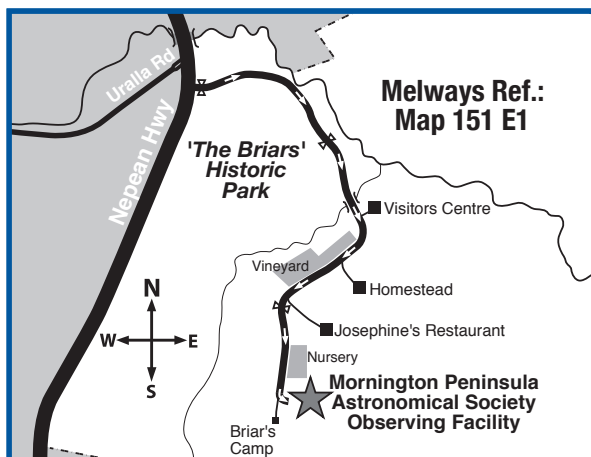 Uralla Rd
Nepean Hwy
Melways Ref.:
Map 151 E1
'The Briars'
Historic
Park
Visitors Centre
Vineyard
Homestead
N
W E
S
Josephine's Restaurant
Nursery
Mornington Peninsula
Astronomical Society
Observing Facility
Briar's
Camp